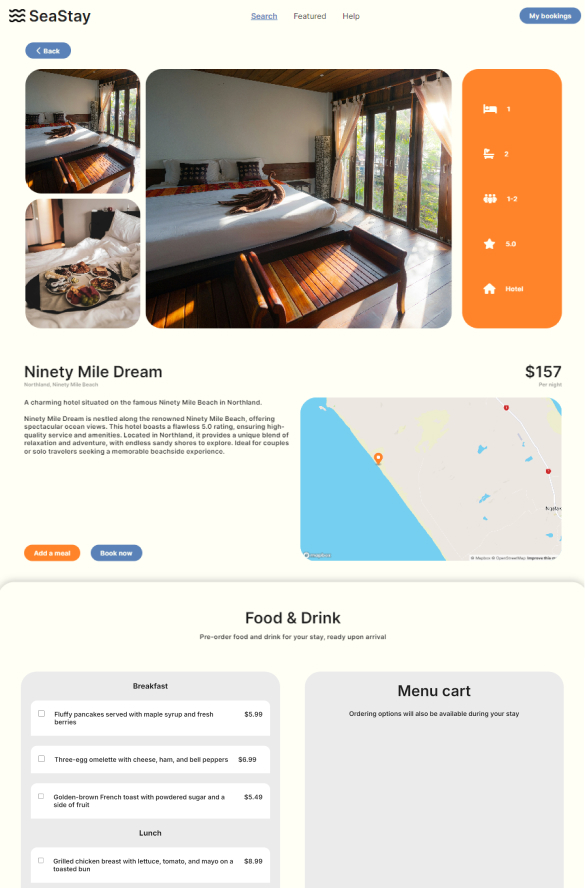 SeaStay
Search Featured Help
My bookings
Back
1
2
1-2
5.0
Hotel
Ninety Mile Dream
Northland, Ninety Mile Beach
$157
Per night
A charming hotel situated on the famous Ninety Mile Beach in Northland.
Ninety Mile Dream is nestled along the renowned Ninety Mile Beach, offering
spectacular ocean views. This hotel boasts a flawless 5.0 rating, ensuring high-
quality service and amenities. Located in Northland, it provides a unique blend of
relaxation and adventure, with endless sandy shores to explore. Ideal for couples
or solo travelers seeking a memorable beachside experience.
mapbox
© Mapbox © OpenStreetMap Improve this map
Add a meal
Book now
Food & Drink
Pre-order food and drink for your stay, ready upon arrival
Breakfast
Fluffy pancakes served with maple syrup and fresh
berries
$5.99
Three-egg omelette with cheese, ham, and bell peppers $6.99
Golden-brown French toast with powdered sugar and a
side of fruit
$5.49
Lunch
Grilled chicken breast with lettuce, tomato, and mayo on a
toasted bun
$8.99
Menu cart
Ordering options will also be available during your stay